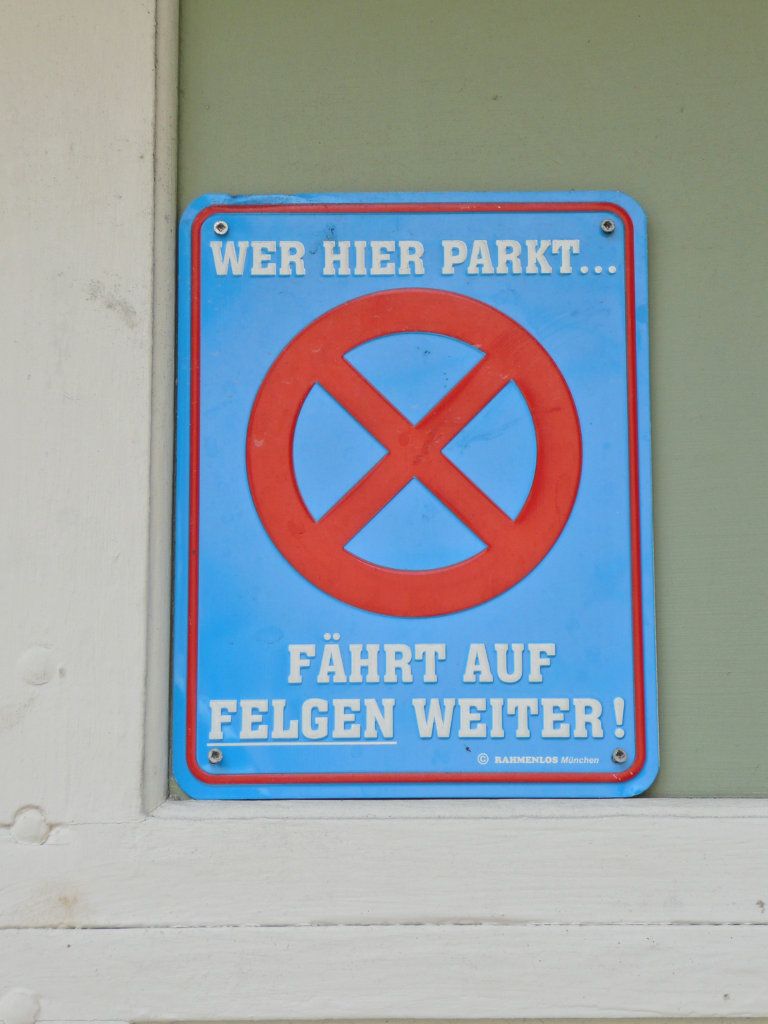 WER HIER PARKT...
FÄHRT AUF
FELGEN WEITER!
© RAHMENLOS München